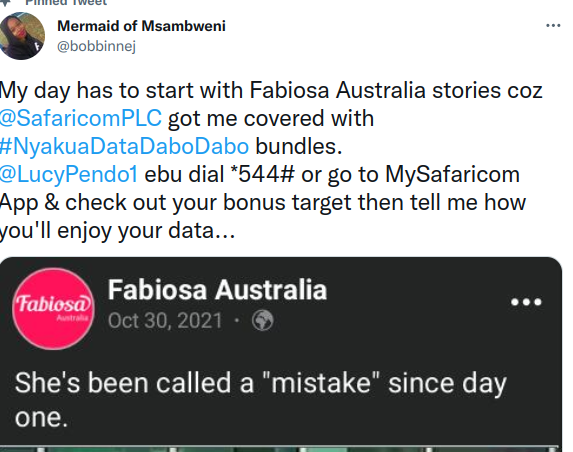 Pinned Tweet
Mermaid of Msambweni
@bobbinnej
My day has to start with Fabiosa Australia stories coz
@SafaricomPLC got me covered with
#NyakuaDataDaboDabo bundles.
@LucyPendo1 ebu dial *544# or go to MySafaricom
App & check out your bonus target then tell me how
you'll enjoy your data...
Fabiosa
Australia
Fabiosa Australia
Oct 30, 2021 ·
She's been called a "mistake" since day
one.